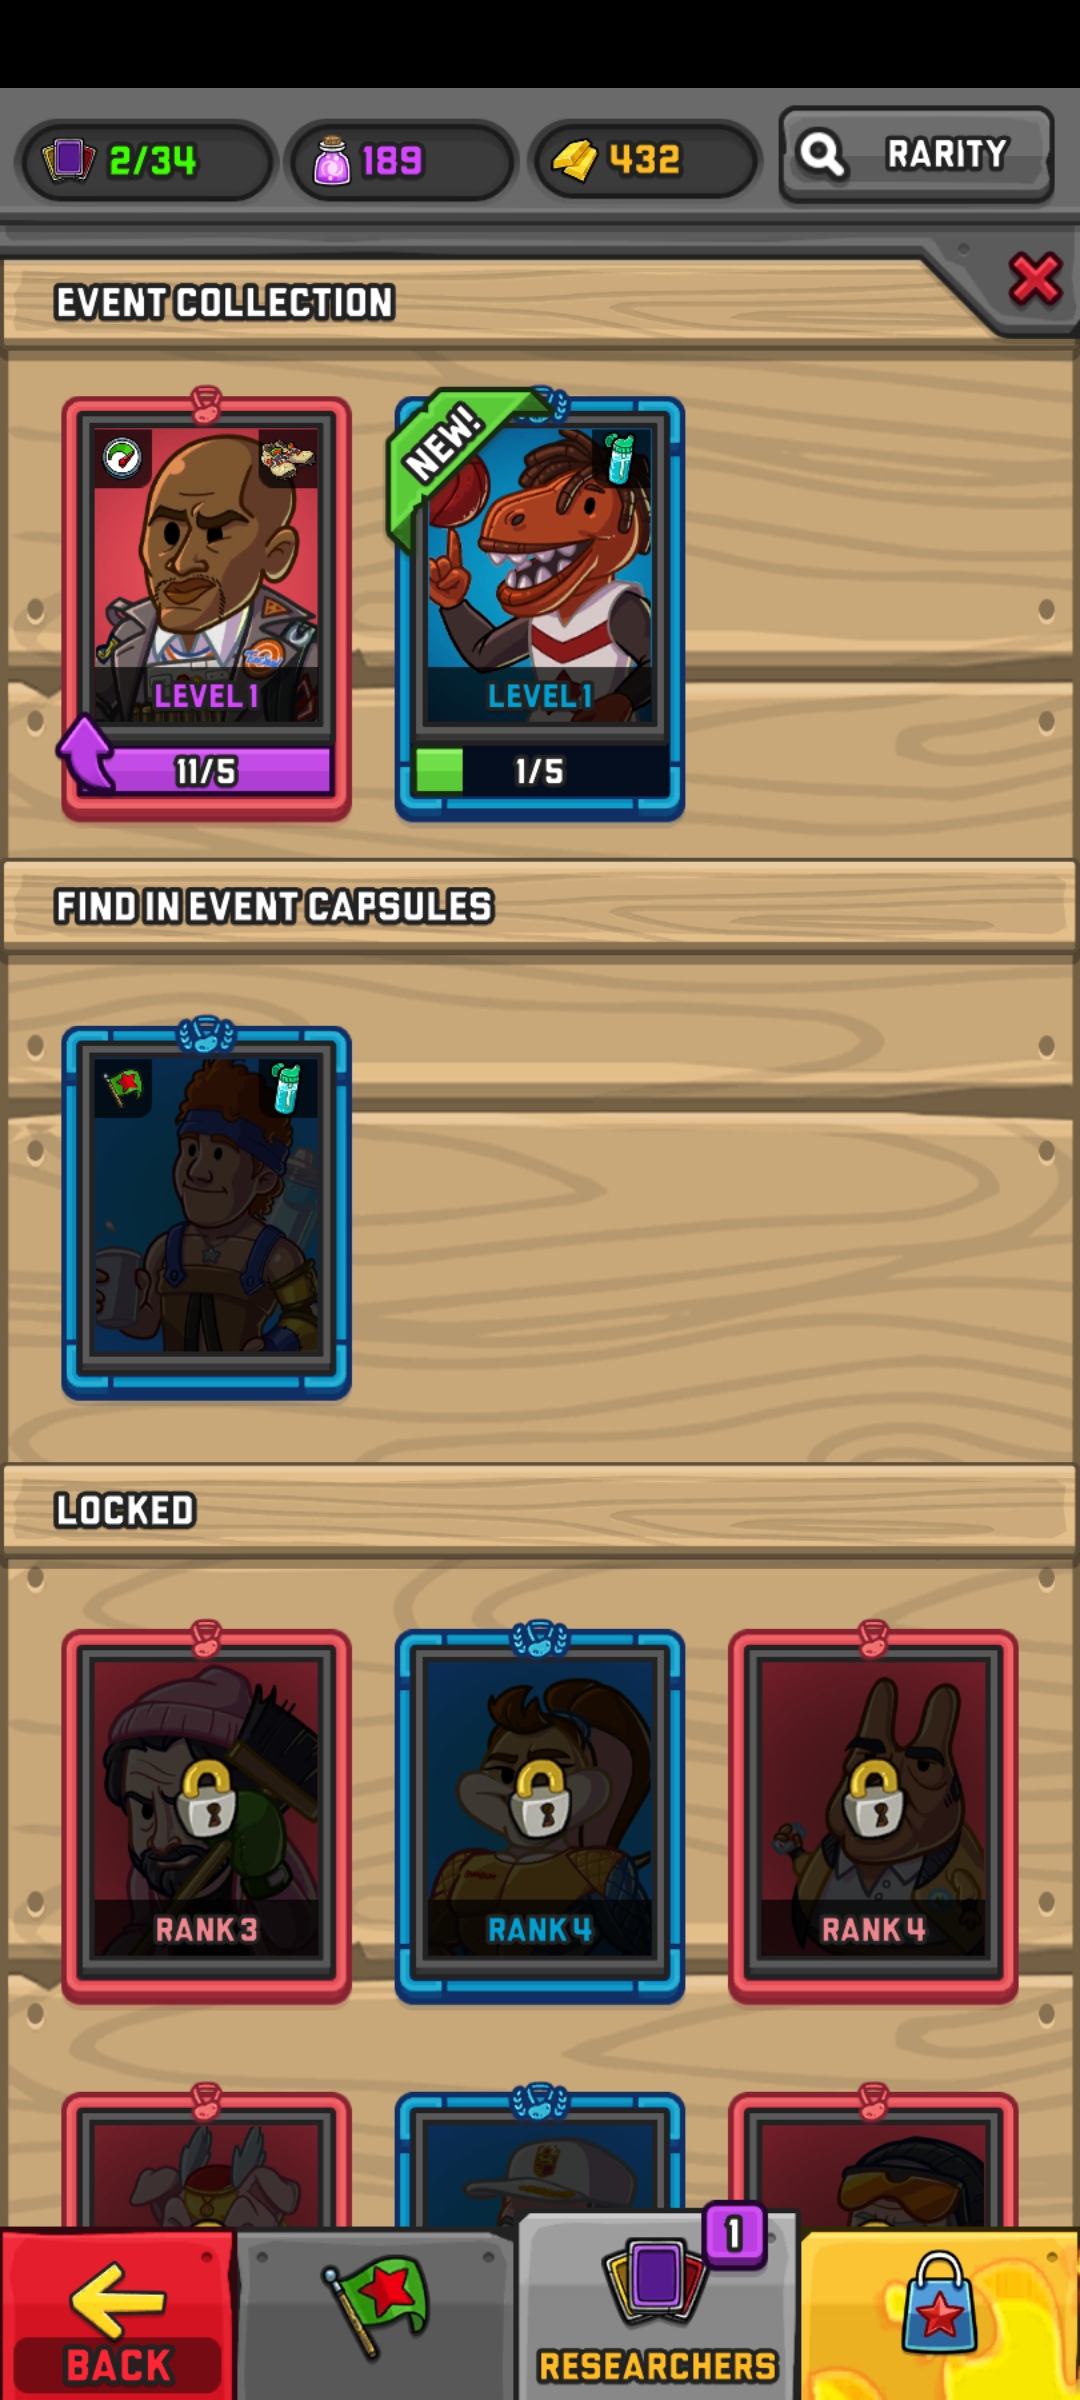 2/34
189
432
RARITY
EVENT COLLECTION
NEW!
LEVEL 1
LEVEL 1
11/5
1/5
FIND IN EVENT CAPSULES
LOCKED
RANK 3
RANK 4
RANK 4
1
BACK
RESEARCHERS